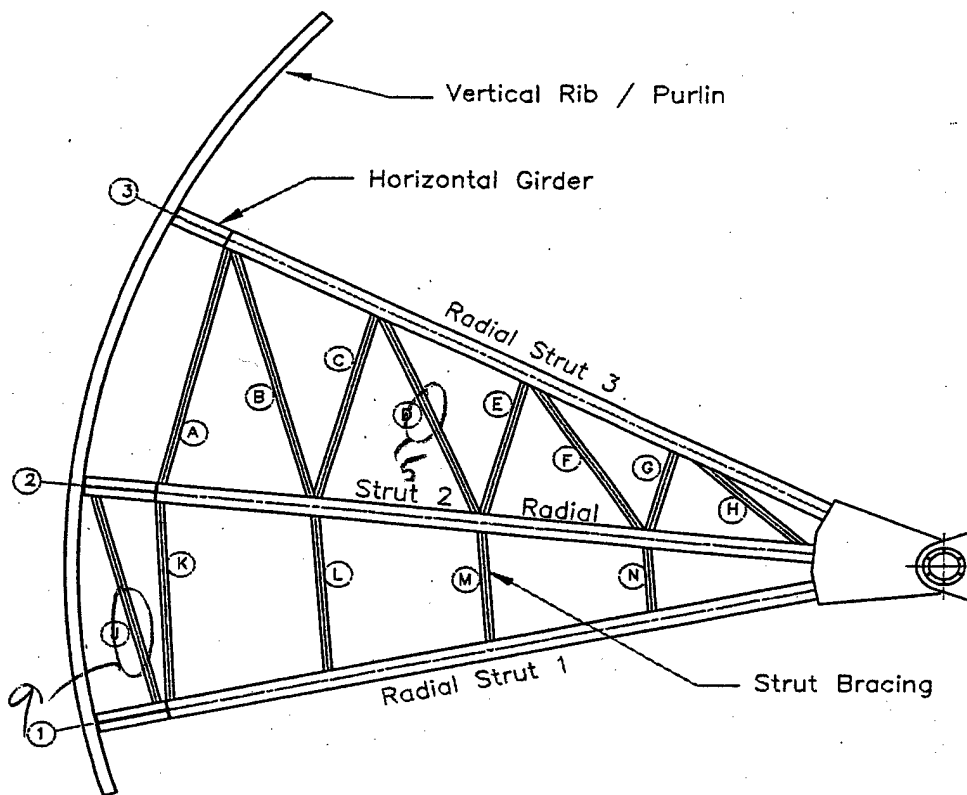 Vertical Rib / Purlin
Horizontal Girder
3
Radial Strut 3
C
B
E
D
A
F
G
2
Strut 2
Radial
H
K
L
M
N
J
9
Radial Strut 1
Strut Bracing
1